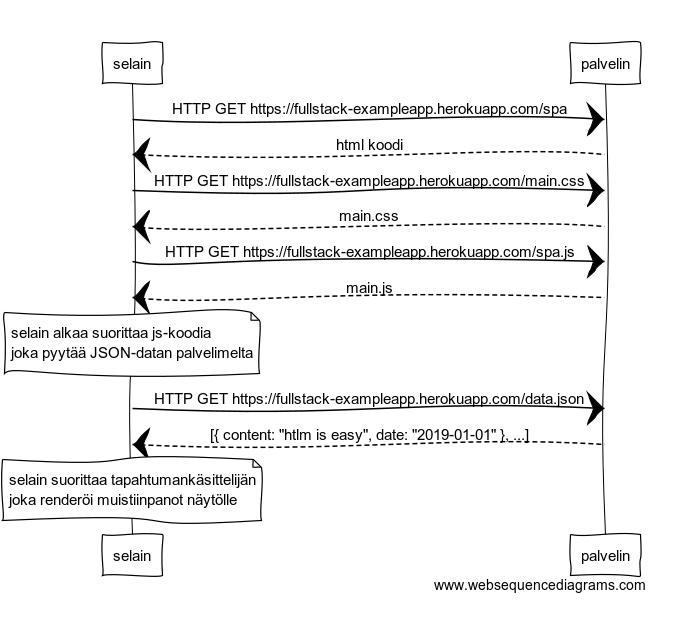 selain
palvelin
HTTP GET https://fullstack-exampleapp.herokuapp.com/spa
html koodi
HTTP GET https://fullstack-exampleapp.herokuapp.com/main.css
main.css
HTTP GET https://fullstack-exampleapp.herokuapp.com/spa.js
main.js
selain alkaa suorittaa js-koodia
joka pyytää JSON-datan palvelimelta
HTTP GET https://fullstack-exampleapp.herokuapp.com/data.json
[{ content: "htlm is easy", date: "2019-01-01" }, ...]
selain suorittaa tapahtumankäsittelijän
joka renderöi muistiinpanot näytölle
selain
palvelin
www.websequencediagrams.com